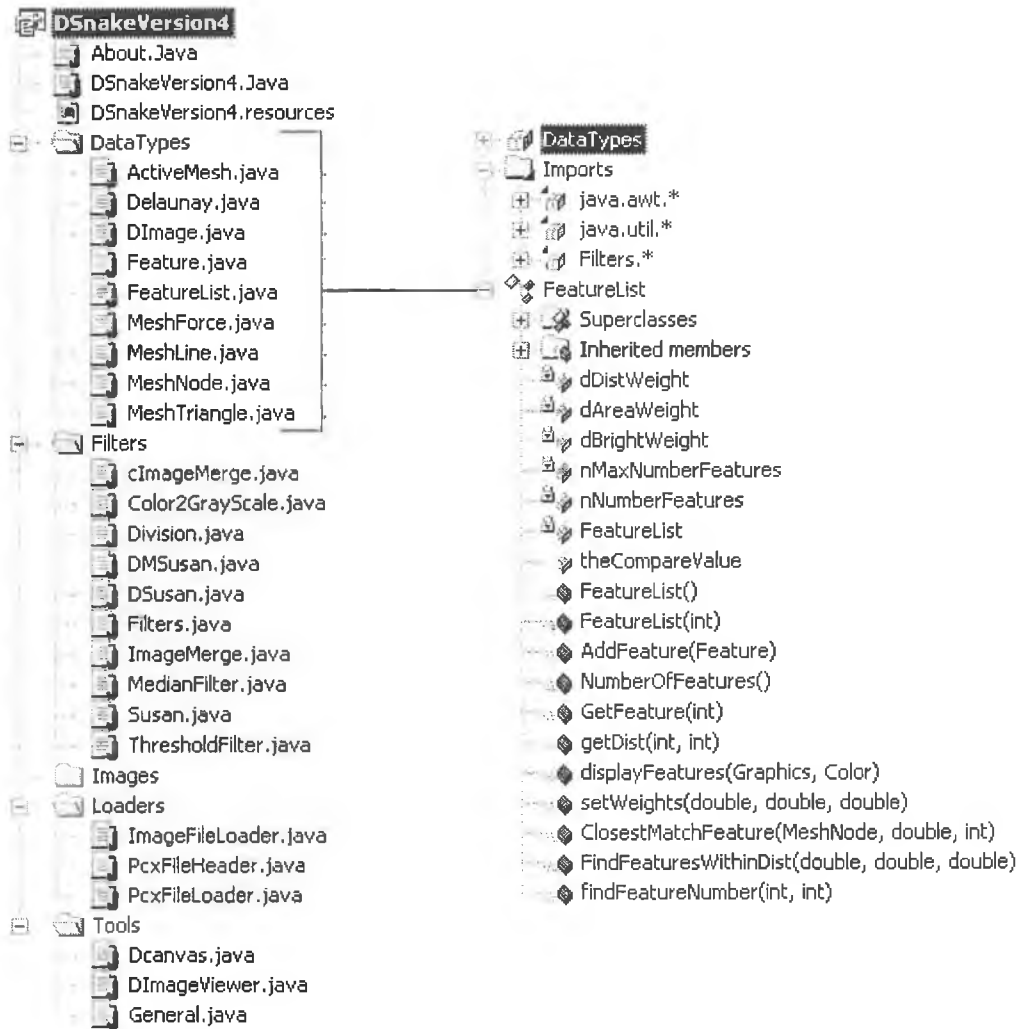 DSnakeVersion4
About.Java
DSnakeVersion4.Java
DSnakeVersion4.resources
DataTypes
ActiveMesh.java
Delaunay.java
DImage.java
Feature.java
FeatureList.java
MeshForce.java
MeshLine.java
MeshNode.java
MeshTriangle.java
Filters
cImageMerge.java
Color2GrayScale.java
Division.java
DMSusan.java
DSusan.java
Filters.java
ImageMerge.java
MedianFilter.java
Susan.java
ThresholdFilter.java
Images
Loaders
ImageFileLoader.java
PcxFileHeader.java
PcxFileLoader.java
Tools
Dcanvas.java
DImageViewer.java
General.java
DataTypes
Imports
java.awt.*
java.util.*
Filters.*
FeatureList
Superclasses
Inherited members
dDistWeight
dAreaWeight
dBrightWeight
nMaxNumberFeatures
nNumberFeatures
FeatureList
theCompareValue
FeatureList()
FeatureList(int)
AddFeature(Feature)
NumberOfFeatures()
GetFeature(int)
getDist(int, int)
displayFeatures(Graphics, Color)
setWeights(double, double, double)
ClosestMatchFeature(MeshNode, double, int)
FindFeaturesWithinDist(double, double, double)
findFeatureNumber(int, int)